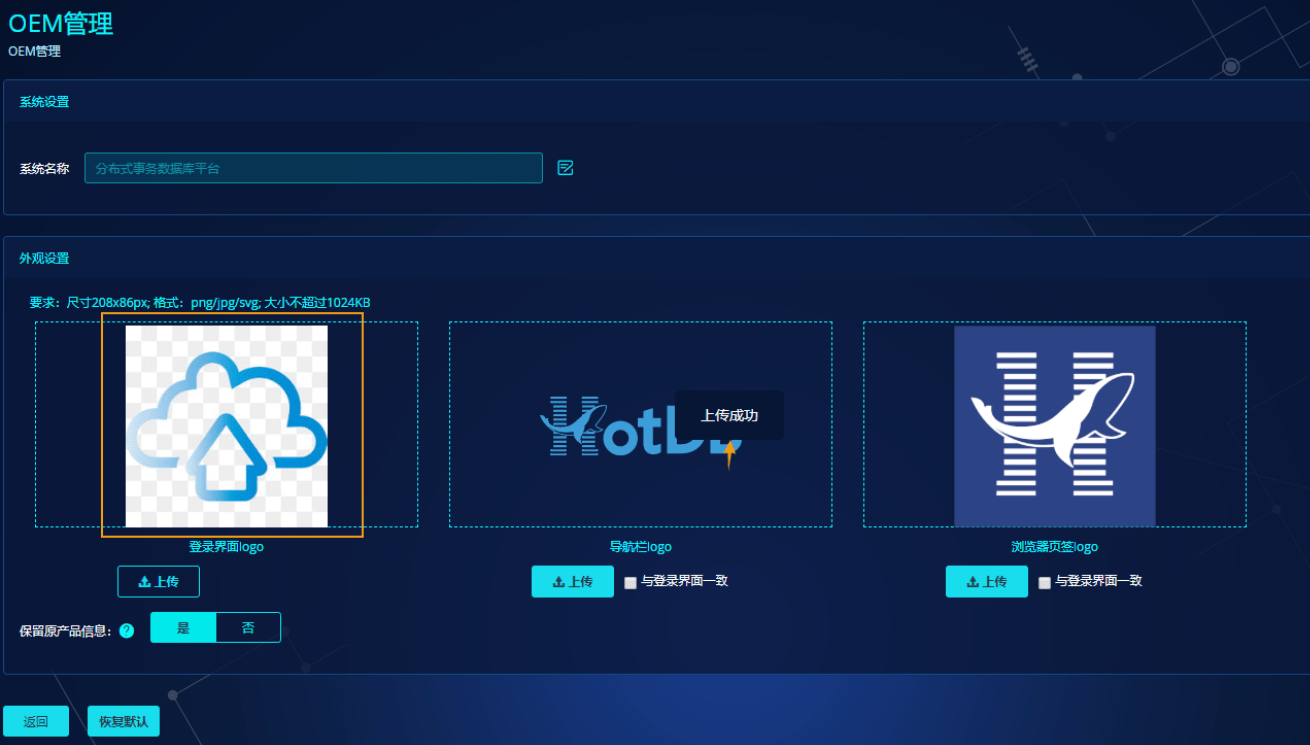 OEM管理
OEM管理
系统设置
系统名称 分布式事务数据库平台
外观设置
要求：尺寸208x86px; 格式：png/jpg/svg; 大小不超过1024KB
HotDB
上传成功
登录界面logo
导航栏logo
浏览器页签logo
上传
上传 与登录界面一致
上传 与登录界面一致
保留原产品信息： ? 是 否
返回 恢复默认